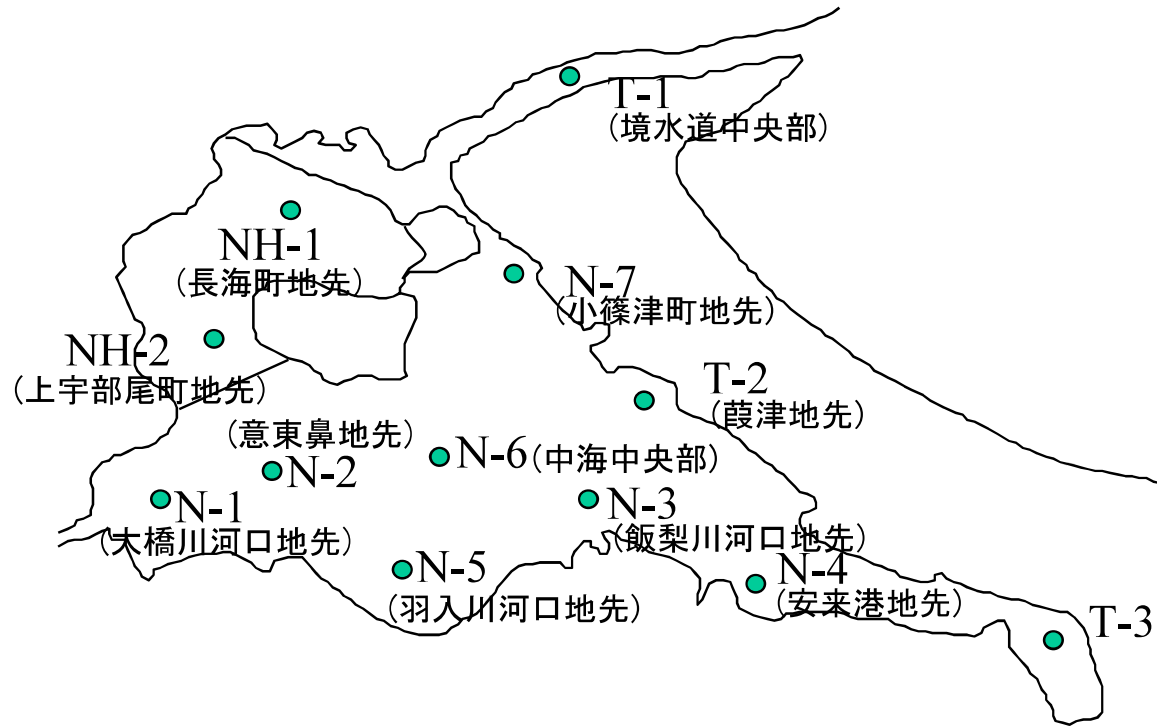 T-1
(境水道中央部)
NH-1
(長海町地先)
N-7
(小篠津町地先)
NH-2
(上宇部尾町地先)
T-2
(葭津地先)
(意東鼻地先)
N-2
N-6(中海中央部)
N-1
(大橋川河口地先)
N-3
(飯梨川河口地先)
N-5
(羽入川河口地先)
N-4
(安来港地先)
T-3